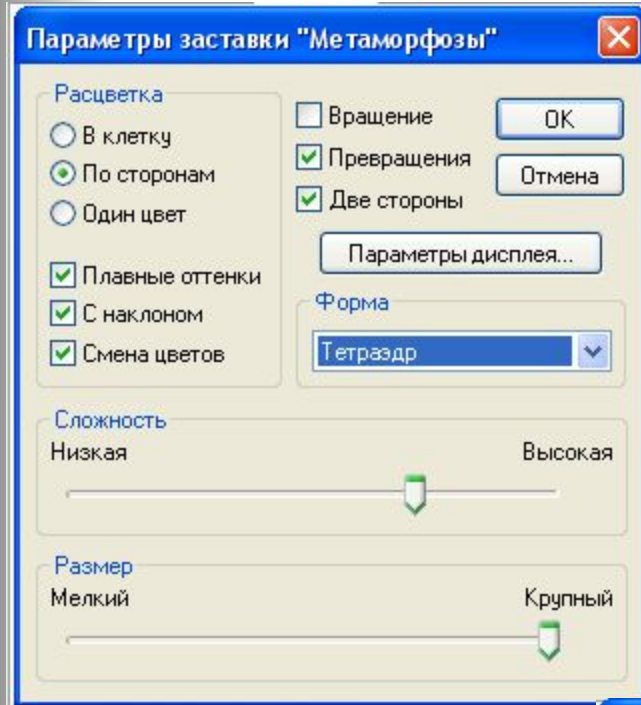 Параметры заставки "Метаморфозы"
Расцветка
В клетку
По сторонам
Один цвет
Плавные оттенки
С наклоном
Смена цветов
Вращение
Превращения
Две стороны
OK
Отмена
Параметры дисплея...
Форма
Тетраэдр
Сложность
Низкая
Высокая
Размер
Мелкий
Крупный